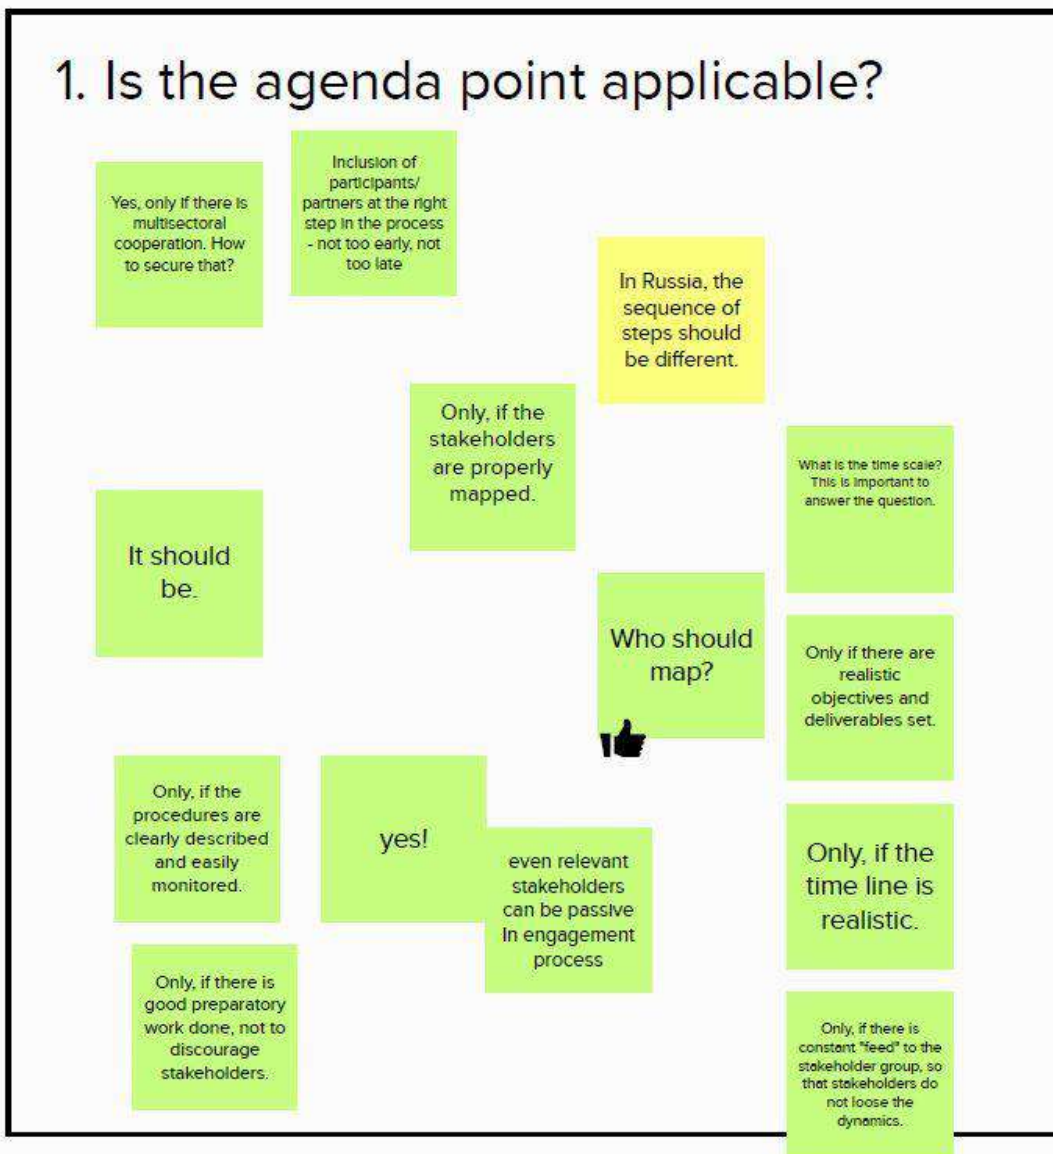 1. Is the agenda point applicable?
Yes, only if there is
multisectoral
cooperation. How
to secure that?
Inclusion of
participants/
partners at the right
step in the process
- not too early, not
too late
In Russia, the
sequence of
steps should
be different.
Only, if the
stakeholders
are properly
mapped.
What is the time scale?
This is important to
answer the question.
It should
be.
Who should
map?
Only if there are
realistic
objectives and
deliverables set.
Only, if the
procedures are
clearly described
and easily
monitored.
yes!
even relevant
stakeholders
can be passive
in engagement
process
Only, if the
time line is
realistic.
Only, if there is
good preparatory
work done, not to
discourage
stakeholders.
Only, if there is
constant "feed" to the
stakeholder group, so
that stakeholders do
not loose the
dynamics.